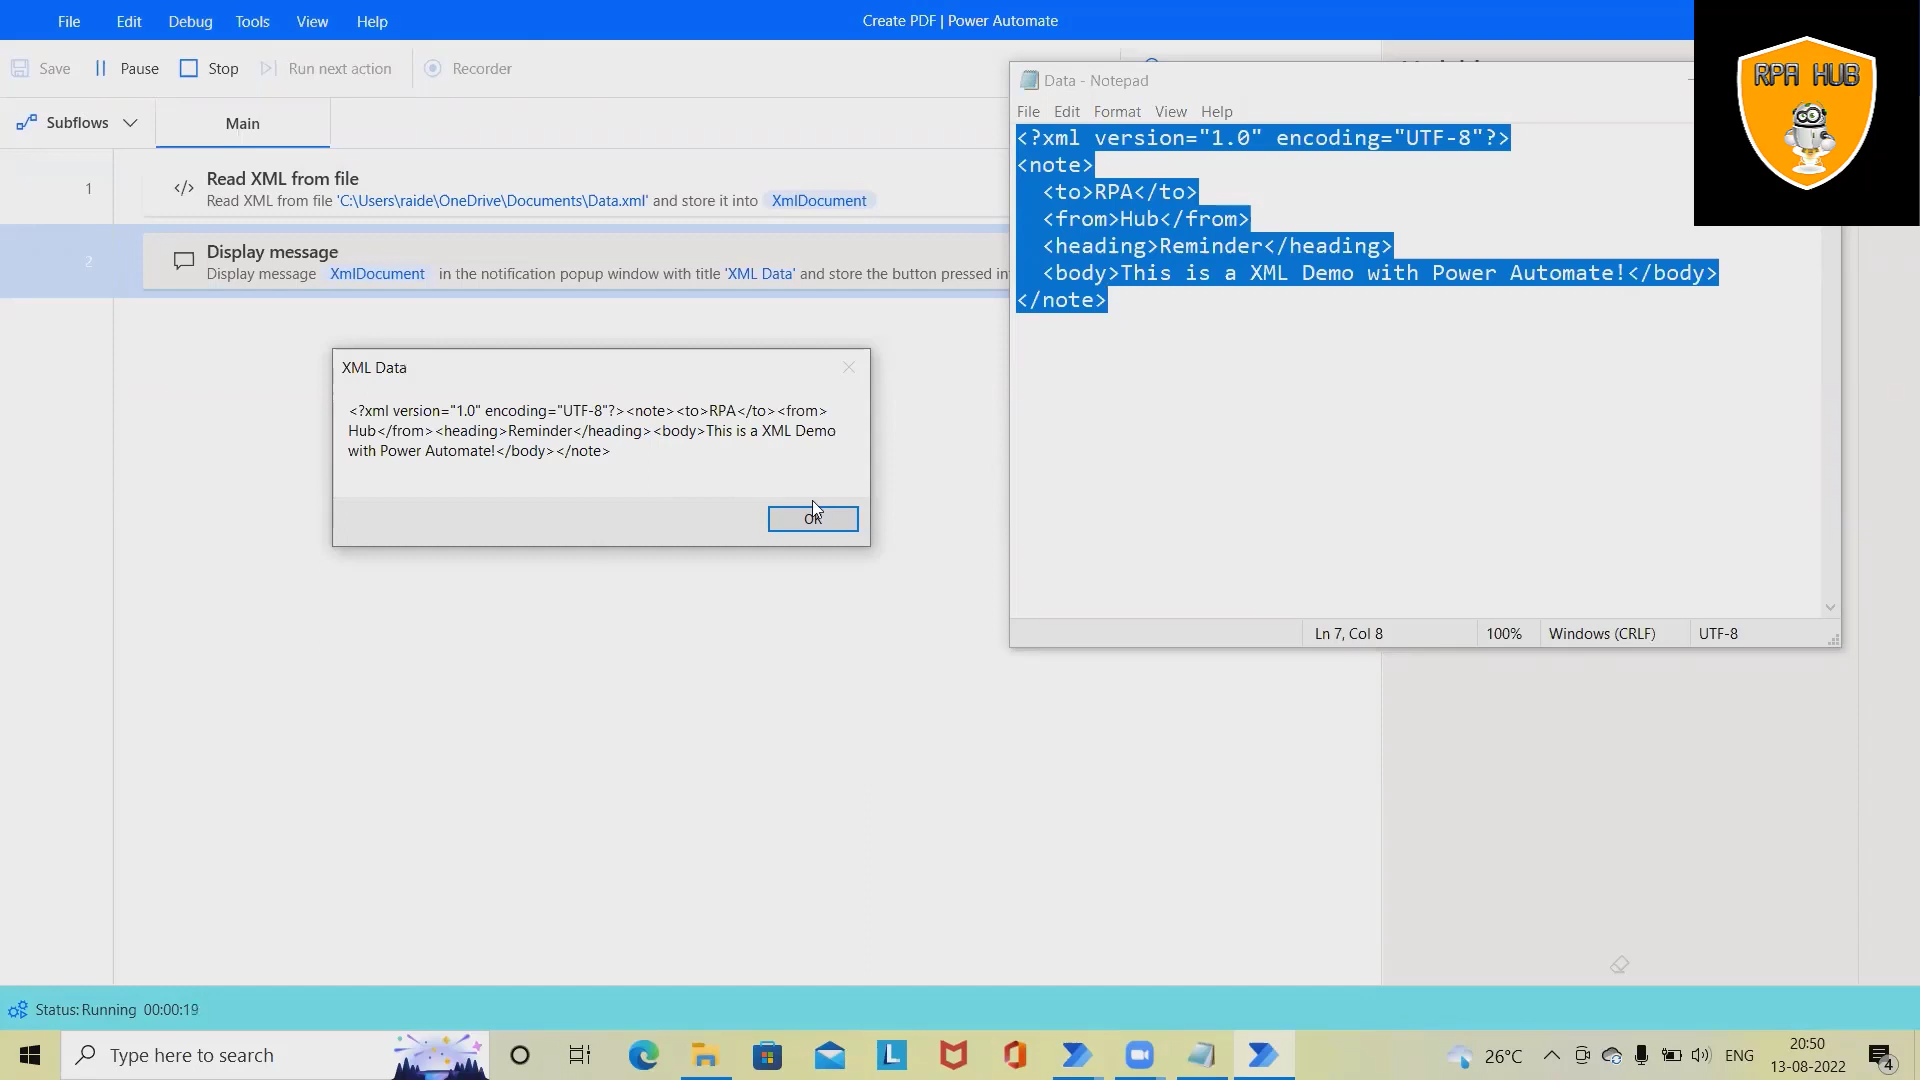 File Edit Debug Tools View Help
Create PDF | Power Automate
Save Pause Stop Run next action Recorder
Subflows Main
1
Read XML from file
Read XML from file 'C:\Users\raide\OneDrive\Documents\Data.xml' and store it into XmlDocument
2
Display message
Display message XmlDocument in the notification popup window with title 'XML Data' and store the button pressed
XML Data
<?xml version="1.0" encoding="UTF-8"?><note><to>RPA</to><from>
Hub</from><heading>Reminder</heading><body>This is a XML Demo
with Power Automate!</body></note>
OK
Data - Notepad
File Edit Format View Help
<?xml version="1.0" encoding="UTF-8"?>
<note>
<to>RPA</to>
<from>Hub</from>
<heading>Reminder</heading>
<body>This is a XML Demo with Power Automate!</body>
</note>
Ln 7, Col 8 100% Windows (CRLF) UTF-8
RPA HUB
Status: Running 00:00:19
Type here to search
L
26°C ENG
20:50
13-08-2022
4